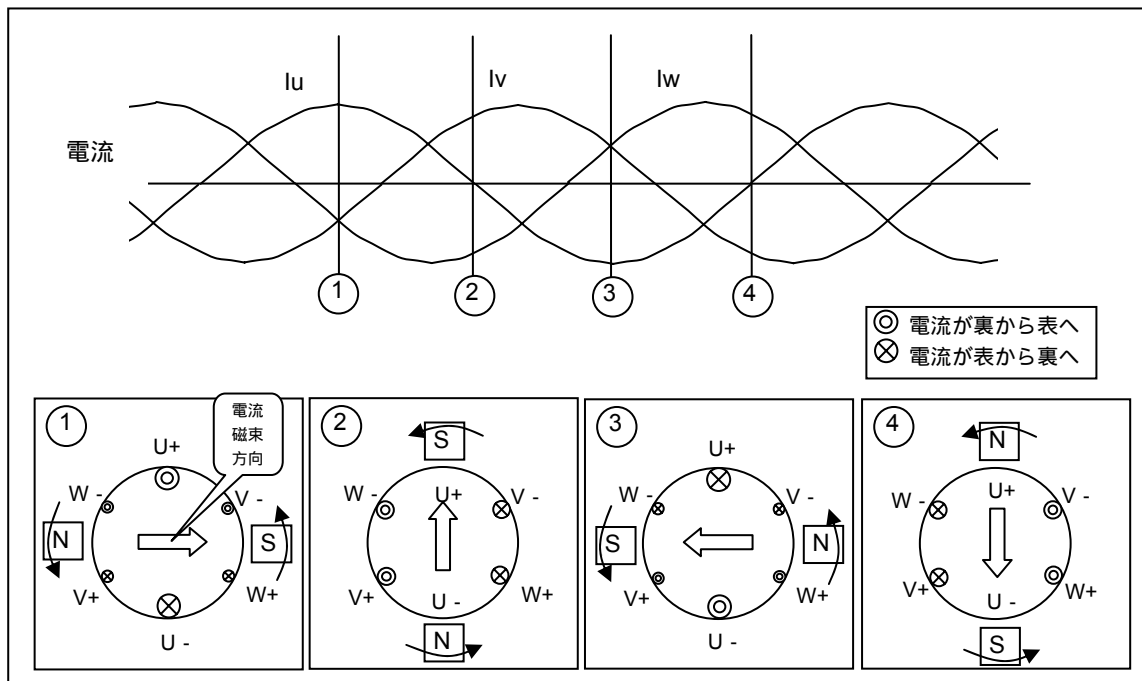 Iu
Iv
Iw
電流
1
2
3
4
◎ 電流が裏から表へ
⊗ 電流が表から裏へ
1
電流
磁束
方向
U+
W -
V -
N
S
V+
W+
U -
2
S
W -
U+
V -
V+
U -
W+
N
3
U+
W -
V -
S
N
V+
W+
U -
4
N
W -
U+
V -
V+
U -
W+
S